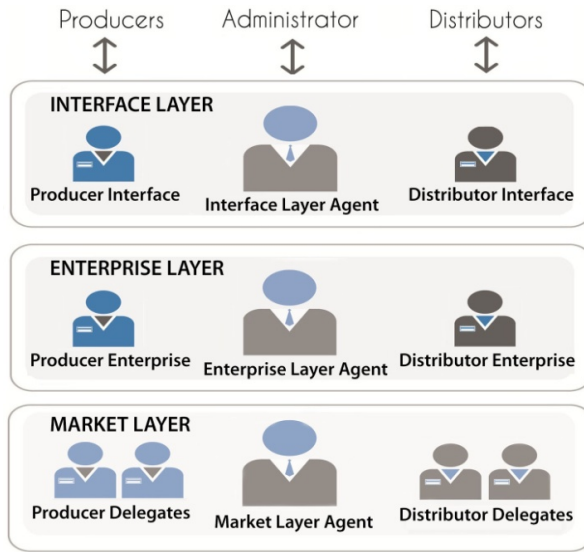 Producers Administrator Distributors
INTERFACE LAYER
Producer Interface Interface Layer Agent Distributor Interface
ENTERPRISE LAYER
Producer Enterprise Enterprise Layer Agent Distributor Enterprise
MARKET LAYER
Producer Delegates Market Layer Agent Distributor Delegates